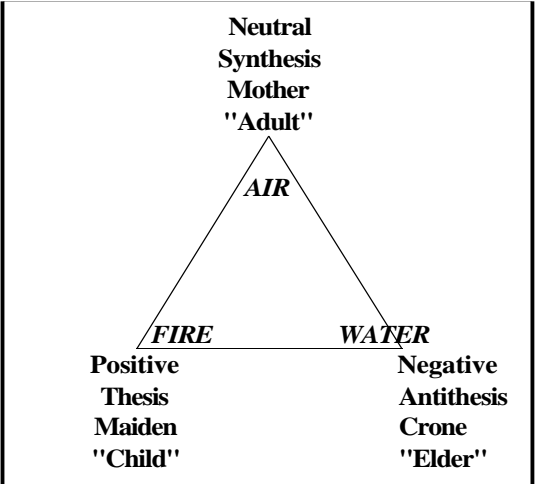 Neutral
Synthesis
Mother
"Adult"
AIR
FIRE
WATER
Positive
Thesis
Maiden
"Child"
Negative
Antithesis
Crone
"Elder"